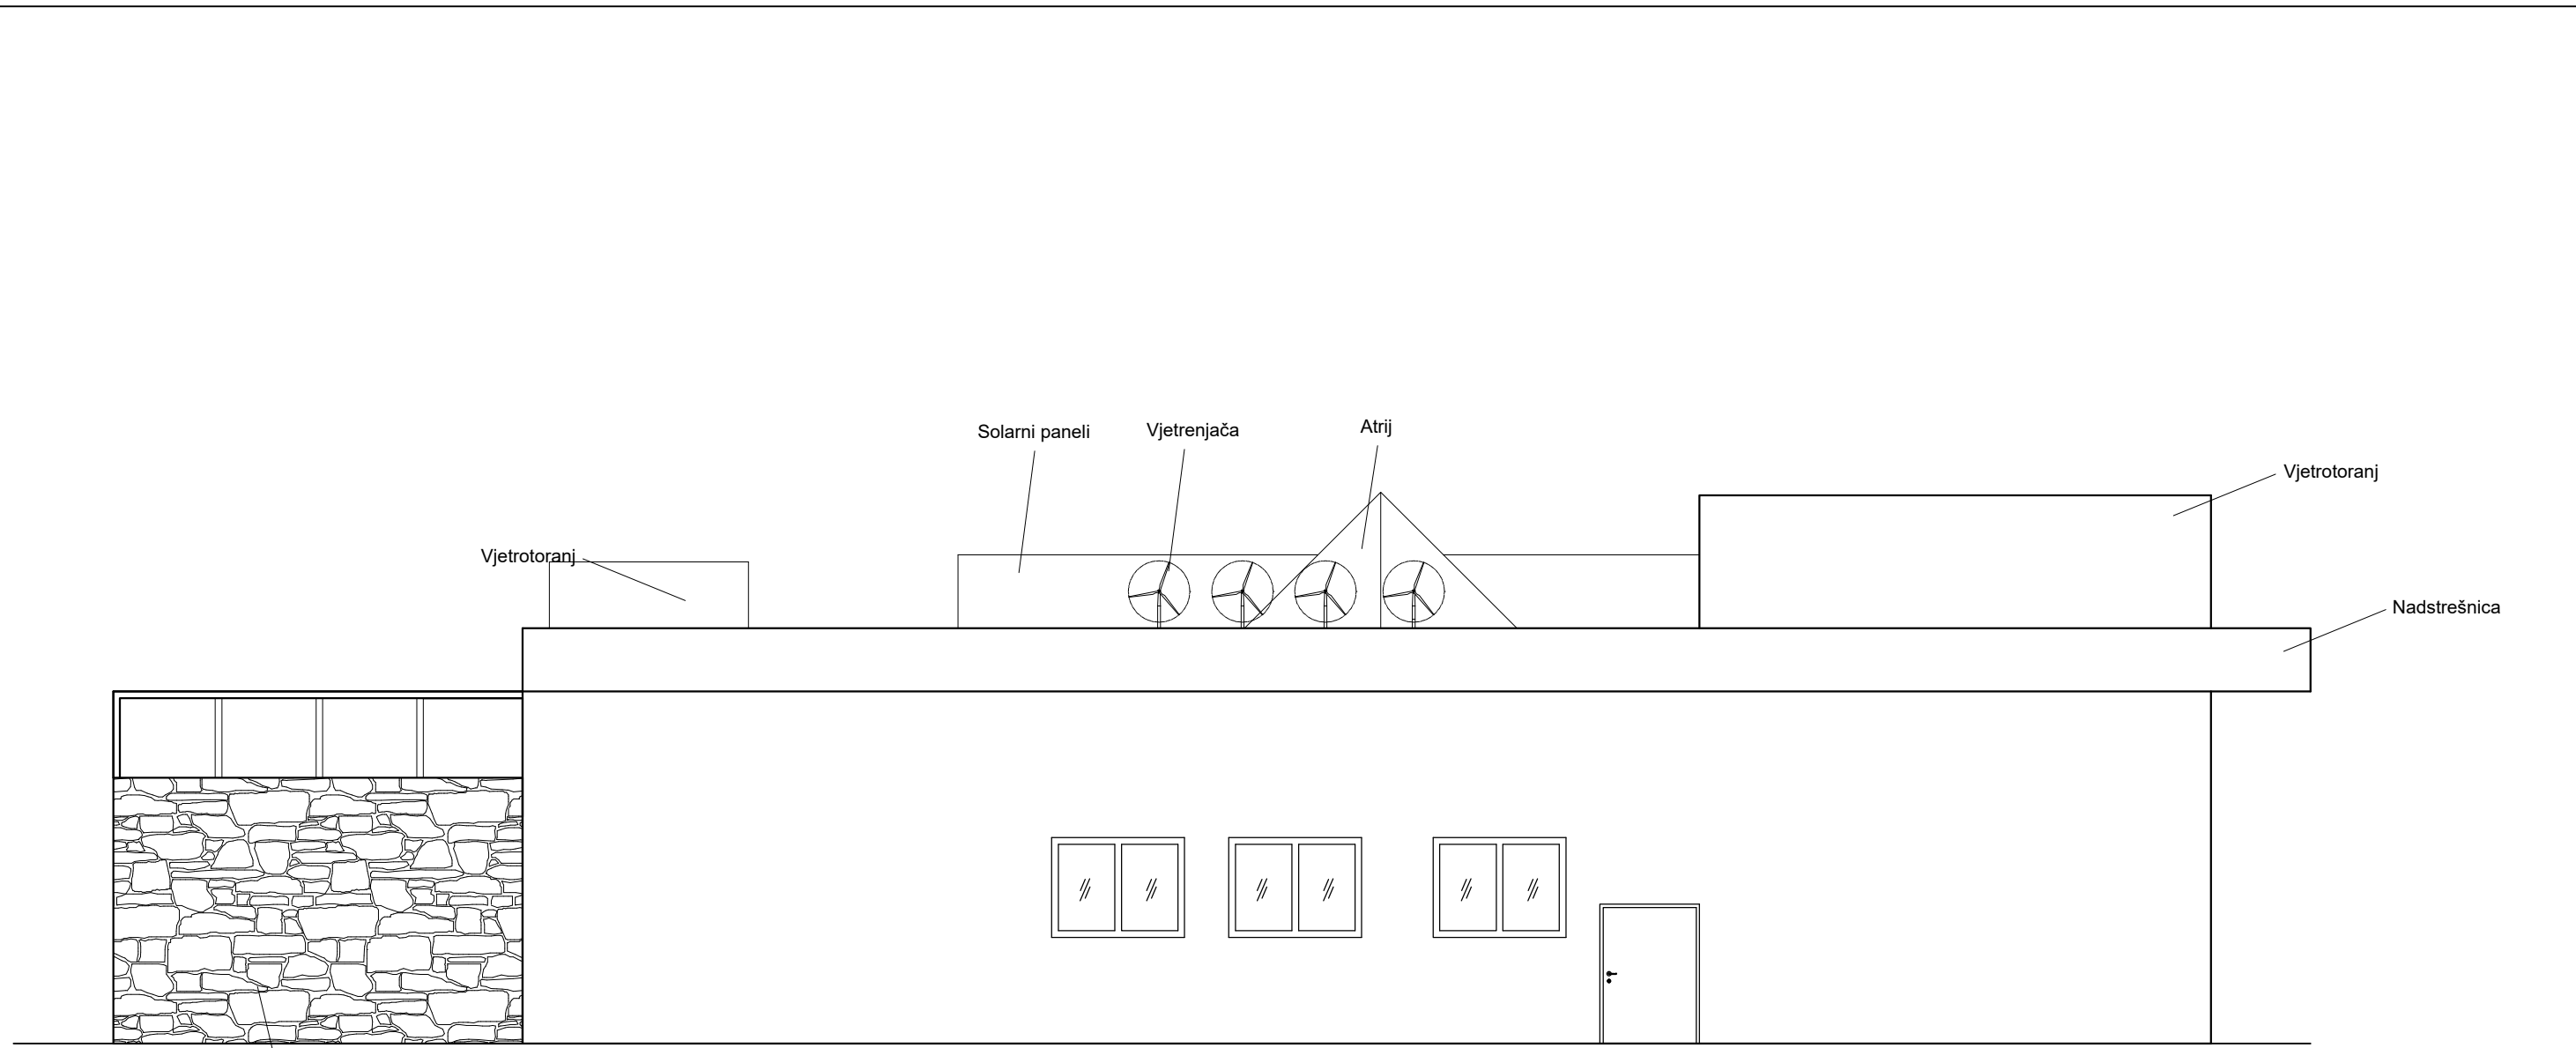 Solarni paneli
Vjetrenjača
Atrij
Vjetrotoranj
Vjetrotoranj
Nadstrešnica